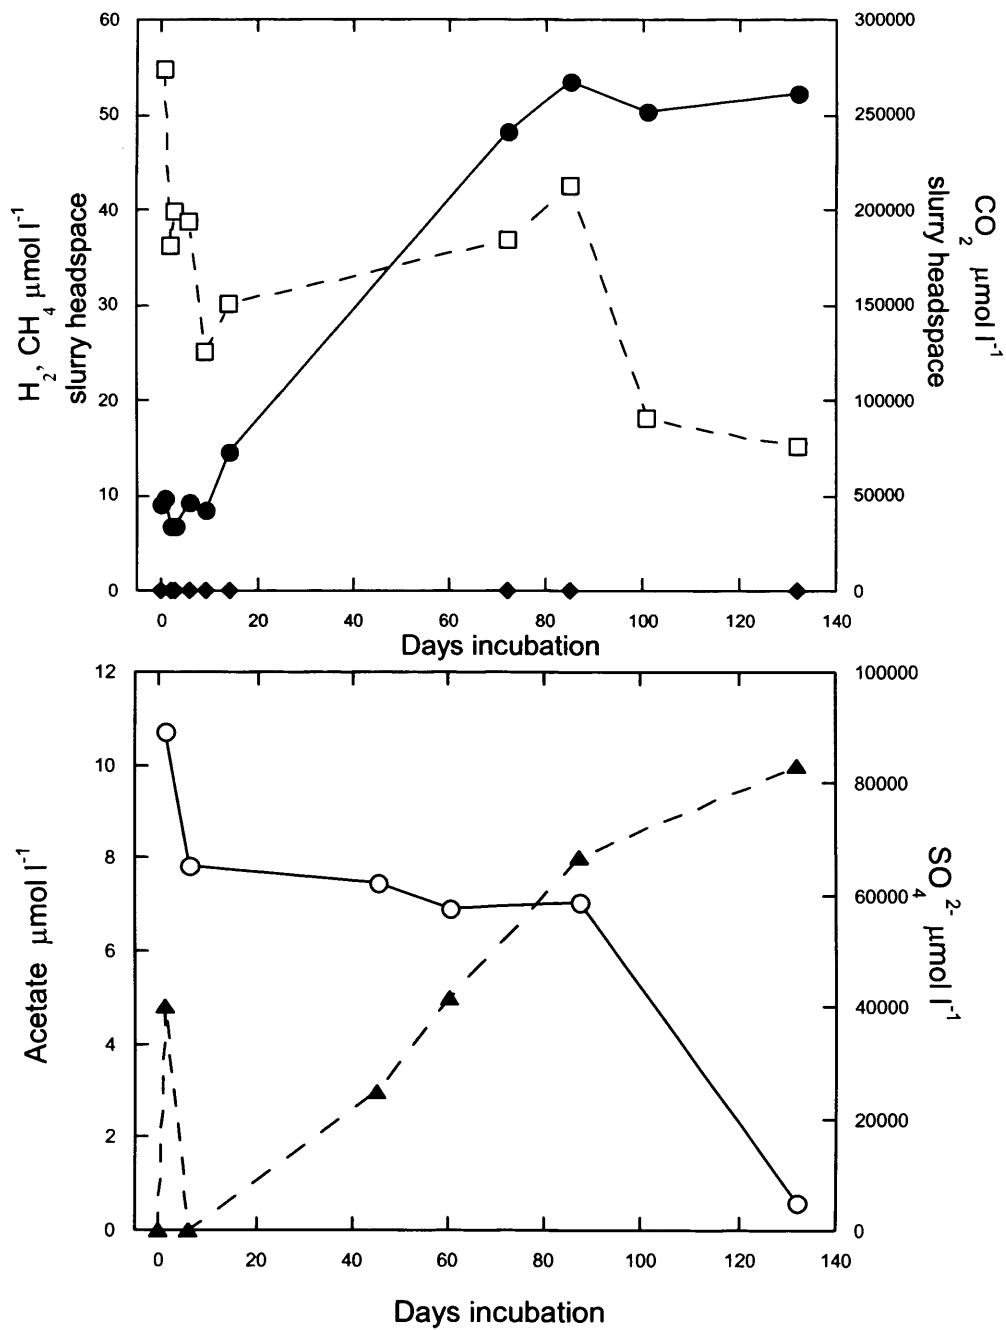 60
50
40
30
20
10
0
H2, CH4 μmol l-1
slurry headspace
300000
250000
200000
150000
100000
50000
0
CO2 μmol l-1
slurry headspace
0 20 40 60 80 100 120 140
Days incubation
12
10
8
6
4
2
0
Acetate μmol l-1
100000
80000
60000
40000
20000
0
SO4 2- μmol l-1
0 20 40 60 80 100 120 140
Days incubation